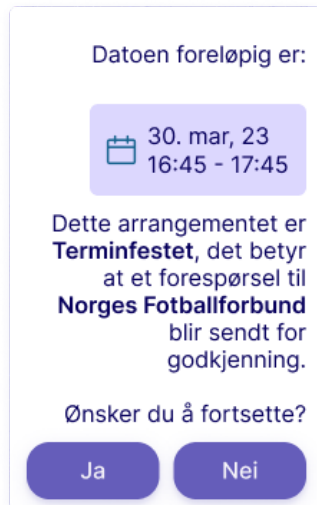 Datoen foreløpig er:
30. mar, 23
16:45 - 17:45
Dette arrangementet er
Terminfestet, det betyr
at et forespørsel til
Norges Fotballforbund
blir sendt for
godkjenning.
Ønsker du å fortsette?
Ja
Nei